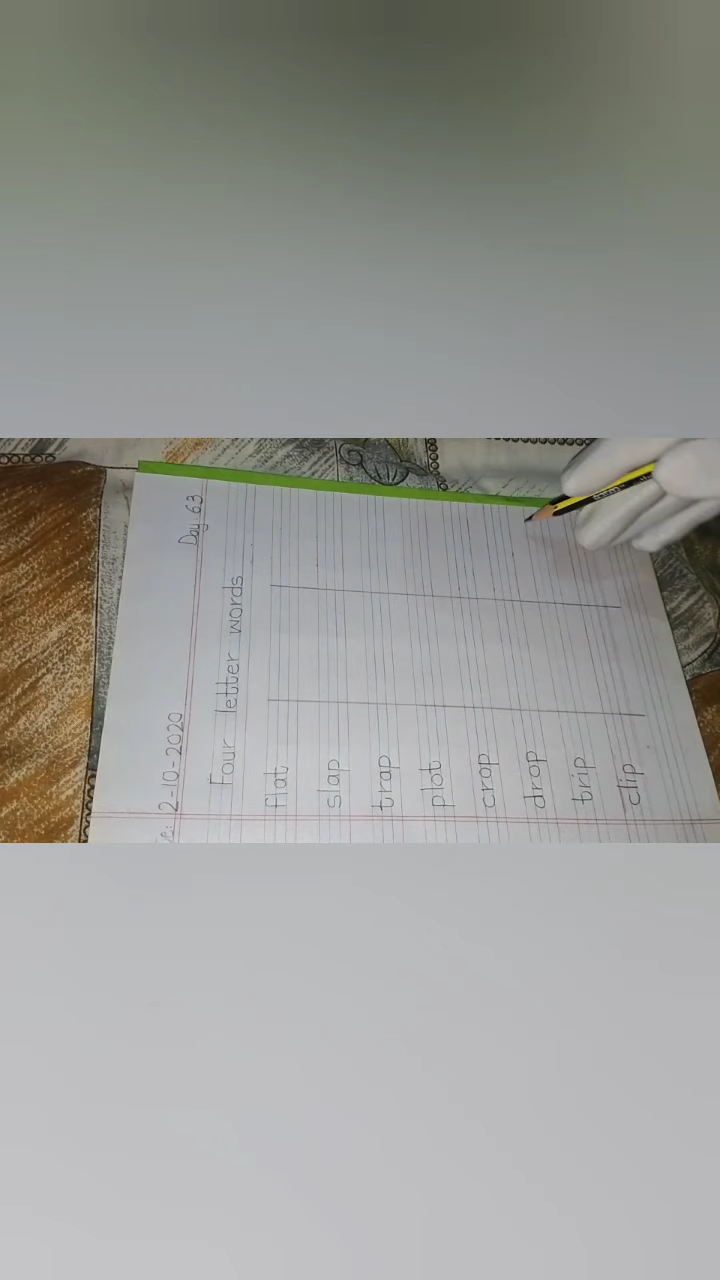 2-10-2020
Day 63
Four letter words
flat
slap
trap
plot
crop
drop
trip
clip